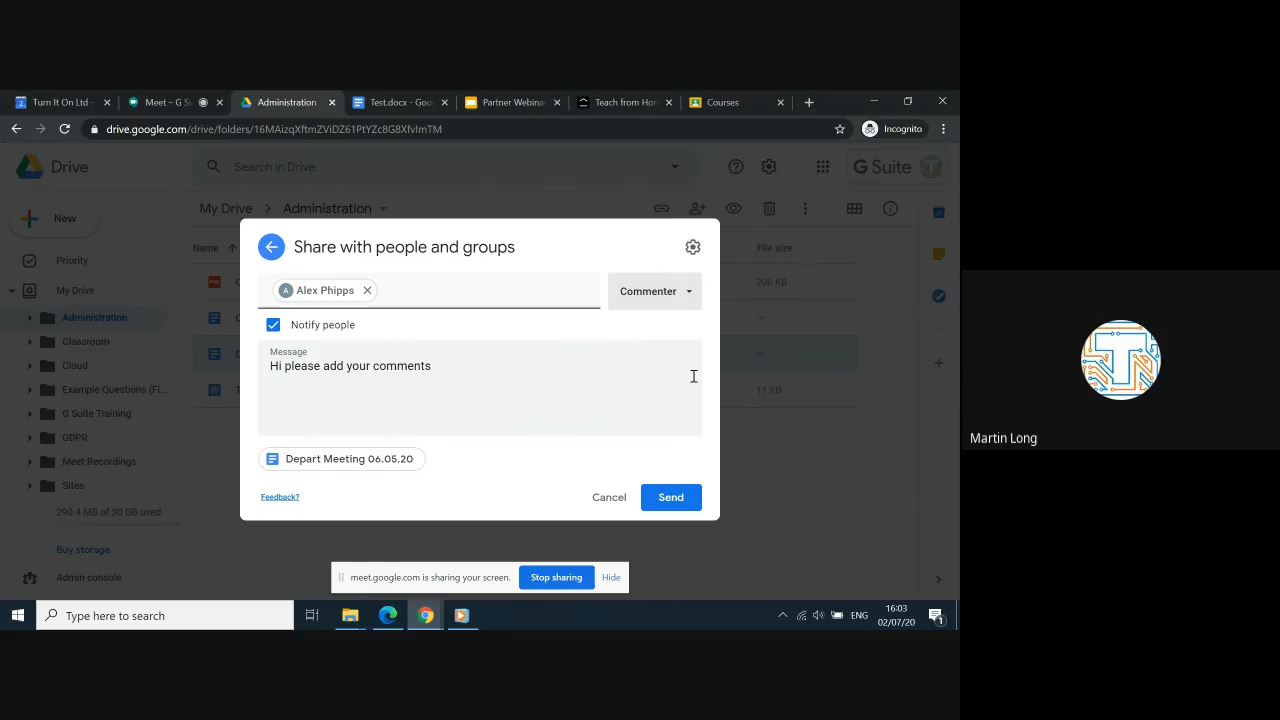 Turn It On Ltd -
Meet – G Su
Administration
Test.docx - Goo
Partner Webina
Teach from Hom
Courses
drive.google.com/drive/folders/16MAizqXftmZViDZ61PtYZc8G8XfvImTM
Incognito
Drive
Search in Drive
G Suite
My Drive > Administration
New
Name
File size
Priority
My Drive
Administration
Classroom
Cloud
Example Questions (Fi...
G Suite Training
GDPR
Meet Recordings
Sites
290.4 MB of 30 GB used
Buy storage
Admin console
206 KB
11 KB
Share with people and groups
A Alex Phipps
Commenter
Notify people
Message
Hi please add your comments
Depart Meeting 06.05.20
Feedback?
Cancel
Send
meet.google.com is sharing your screen.
Stop sharing
Hide
Type here to search
ENG
16:03
02/07/20
1
Martin Long